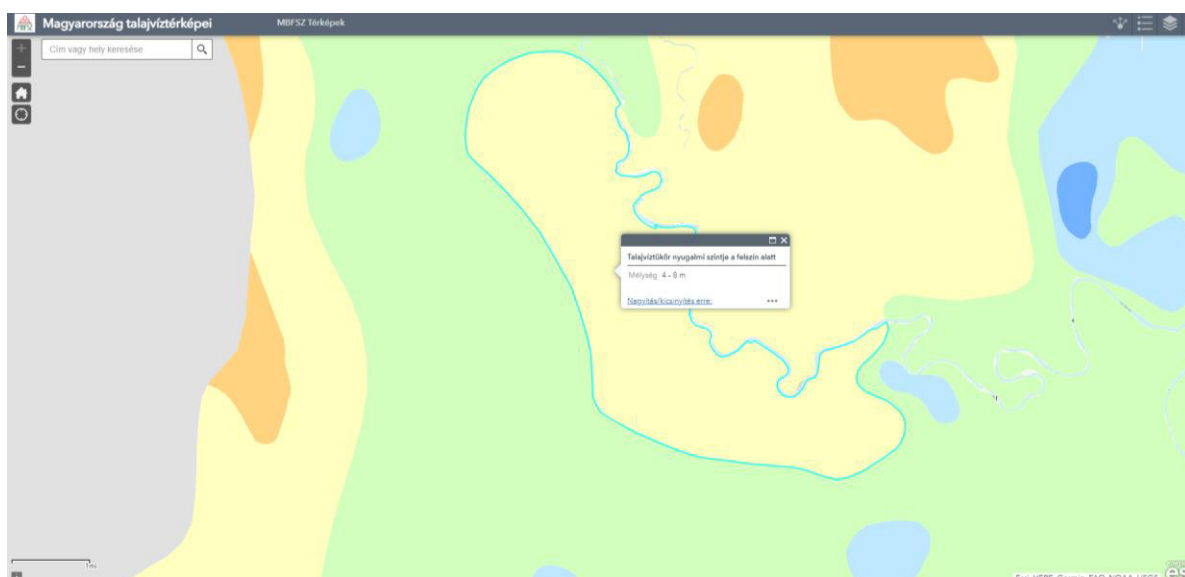 Magyarország talajvíztérképei MBFSZ Térképek
Cím vagy hely keresése
Talajvíztükör nyugalmi szintje a felszín alatt
Mélység 4 - 8 m
Nagyítás/kicsinyítés erre: